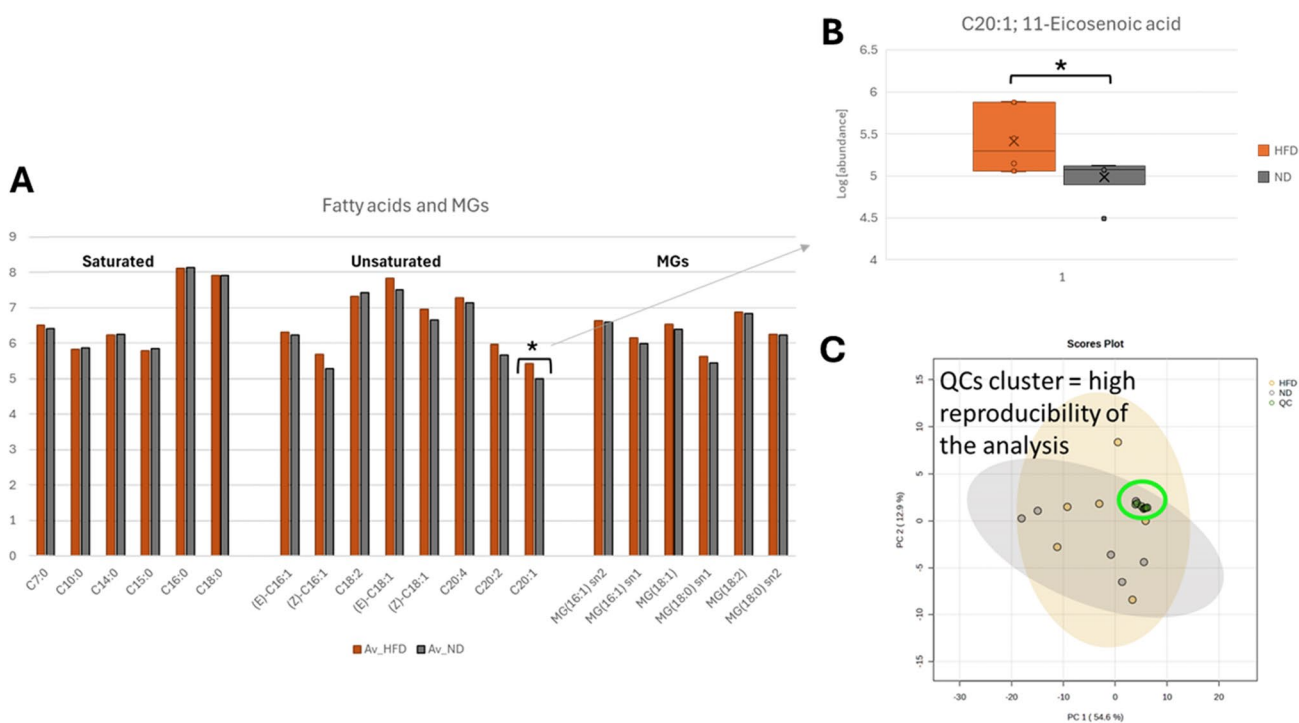 A
Fatty acids and MGs
9
8
7
6
5
4
3
2
1
0
Saturated
Unsaturated
MGs
*
C7:0
C10:0
C14:0
C15:0
C16:0
C18:0
(E)-C16:1
(Z)-C16:1
C18:2
(E)-C18:1
(Z)-C18:1
C20:4
C20:2
C20:1
MG(16:1) sn2
MG(16:1) sn1
MG(18:1)
MG(18:0) sn1
MG(18:2)
MG(18:0) sn2
Av_HFD Av_ND
B
C20:1; 11-Eicosenoic acid
Log [abundance]
6.5
6
5.5
5
4.5
4
*
1
HFD
ND
C
Scores Plot
QCs cluster = high
reproducibility of
the analysis
PC 2 ( 12.9 %)
15
10
5
0
-5
-10
-15
-30 -20 -10 0 10 20
PC 1 ( 54.6 %)
HFD
ND
QC